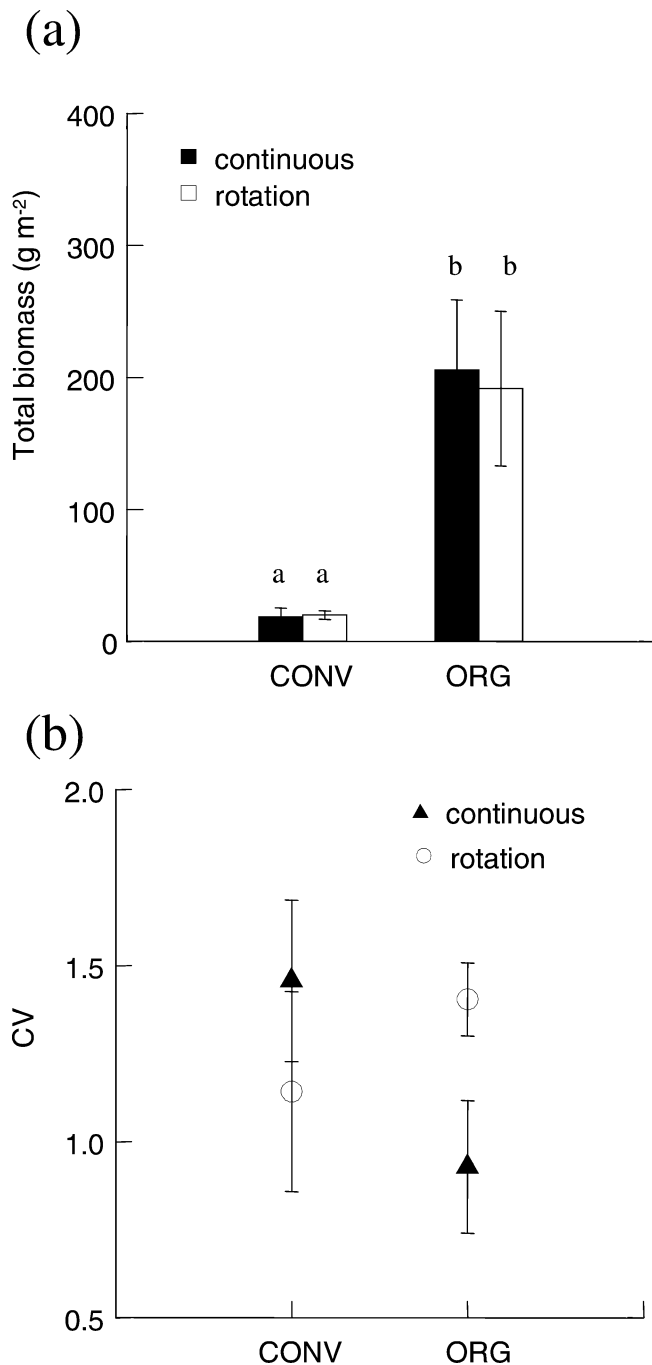 (a)
400
300
200
100
0
Total biomass (g m-2)
continuous
rotation
a a
b b
CONV ORG
(b)
2.0
1.5
1.0
0.5
CV
continuous
rotation
CONV ORG